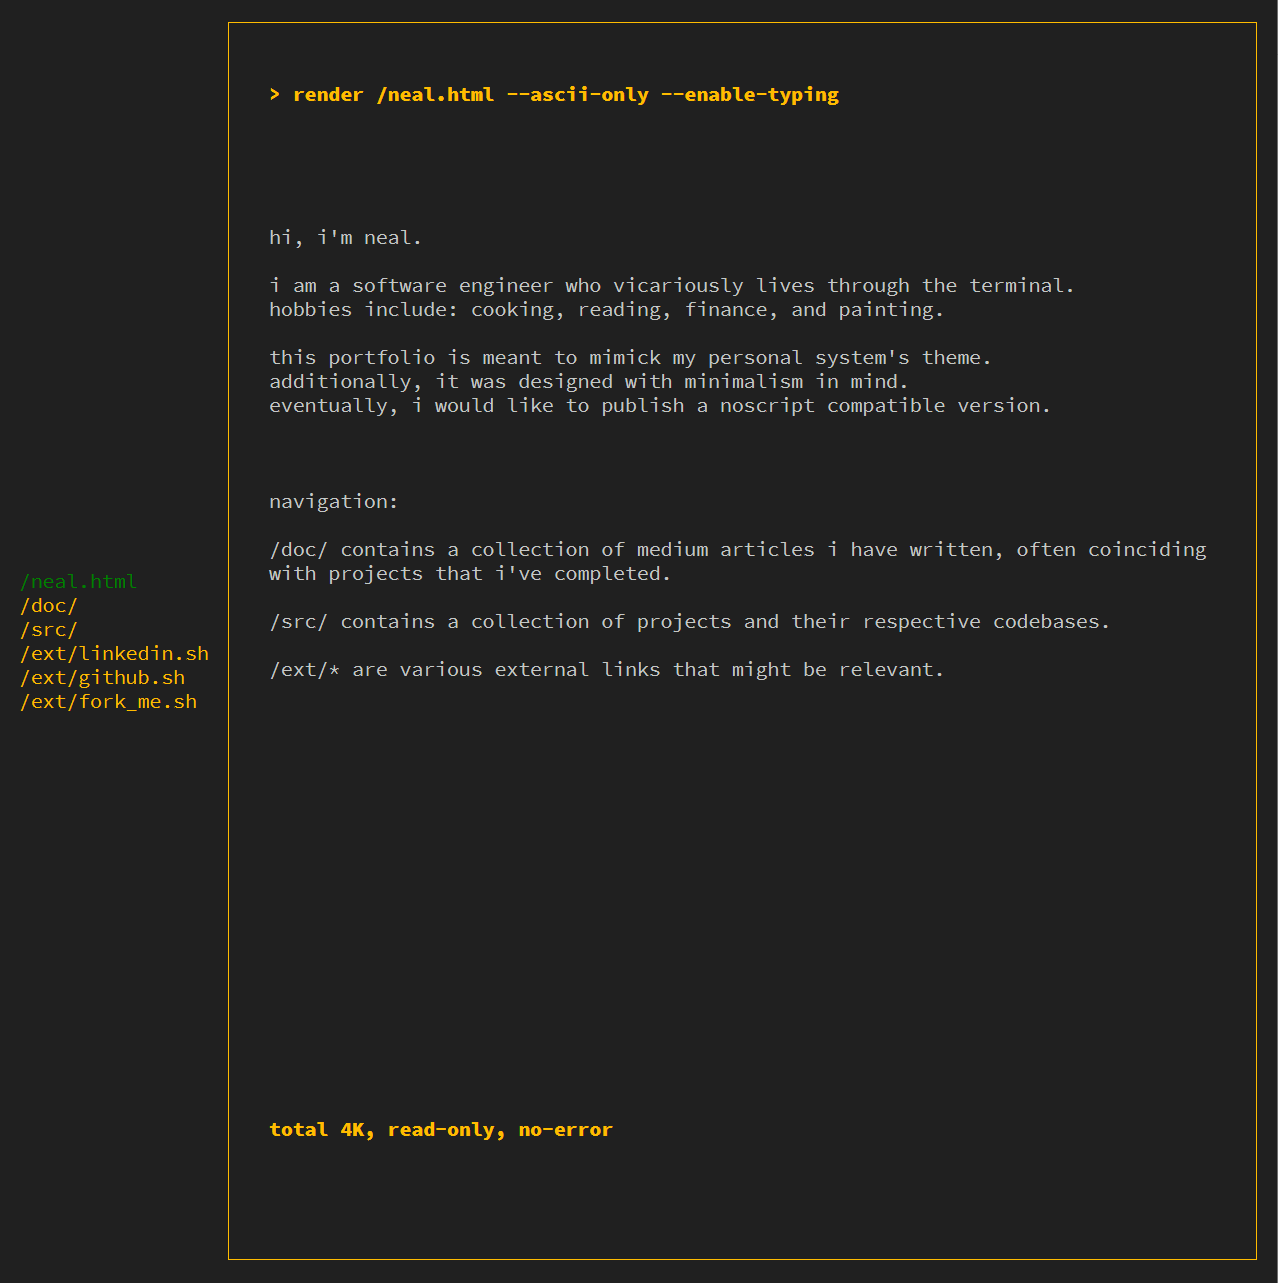 > render /neal.html --ascii-only --enable-typing
hi, i'm neal.
i am a software engineer who vicariously lives through the terminal.
hobbies include: cooking, reading, finance, and painting.
this portfolio is meant to mimick my personal system's theme.
additionally, it was designed with minimalism in mind.
eventually, i would like to publish a noscript compatible version.
navigation:
/doc/ contains a collection of medium articles i have written, often coinciding
with projects that i've completed.
/src/ contains a collection of projects and their respective codebases.
/ext/* are various external links that might be relevant.
total 4K, read-only, no-error
/neal.html
/doc/
/src/
/ext/linkedin.sh
/ext/github.sh
/ext/fork_me.sh